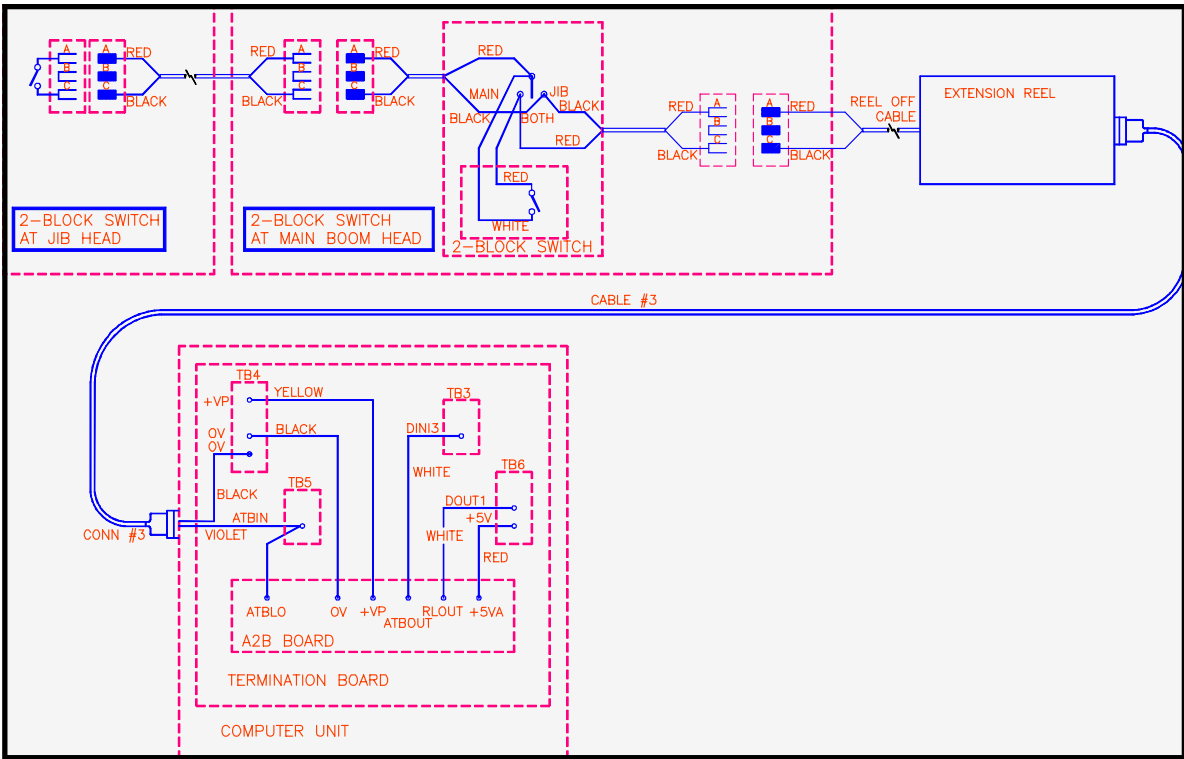 A
B
C
A
B
C
RED
BLACK
RED
BLACK
A
B
C
A
B
C
RED
BLACK
RED
MAIN
JIB
BLACK
BLACK
BOTH
RED
RED
WHITE
2-BLOCK SWITCH
2-BLOCK SWITCH
AT JIB HEAD
2-BLOCK SWITCH
AT MAIN BOOM HEAD
RED
BLACK
A
B
C
A
B
C
RED
BLACK
REEL OFF
CABLE
EXTENSION REEL
CABLE #3
TB4
+VP
YELLOW
0V
0V
BLACK
BLACK
TB5
ATBIN
VIOLET
CONN #3
TB3
DINI3
WHITE
TB6
DOUT1
+5V
WHITE
RED
ATBLO
0V
+VP
ATBOUT
RLOUT
+5VA
A2B BOARD
TERMINATION BOARD
COMPUTER UNIT